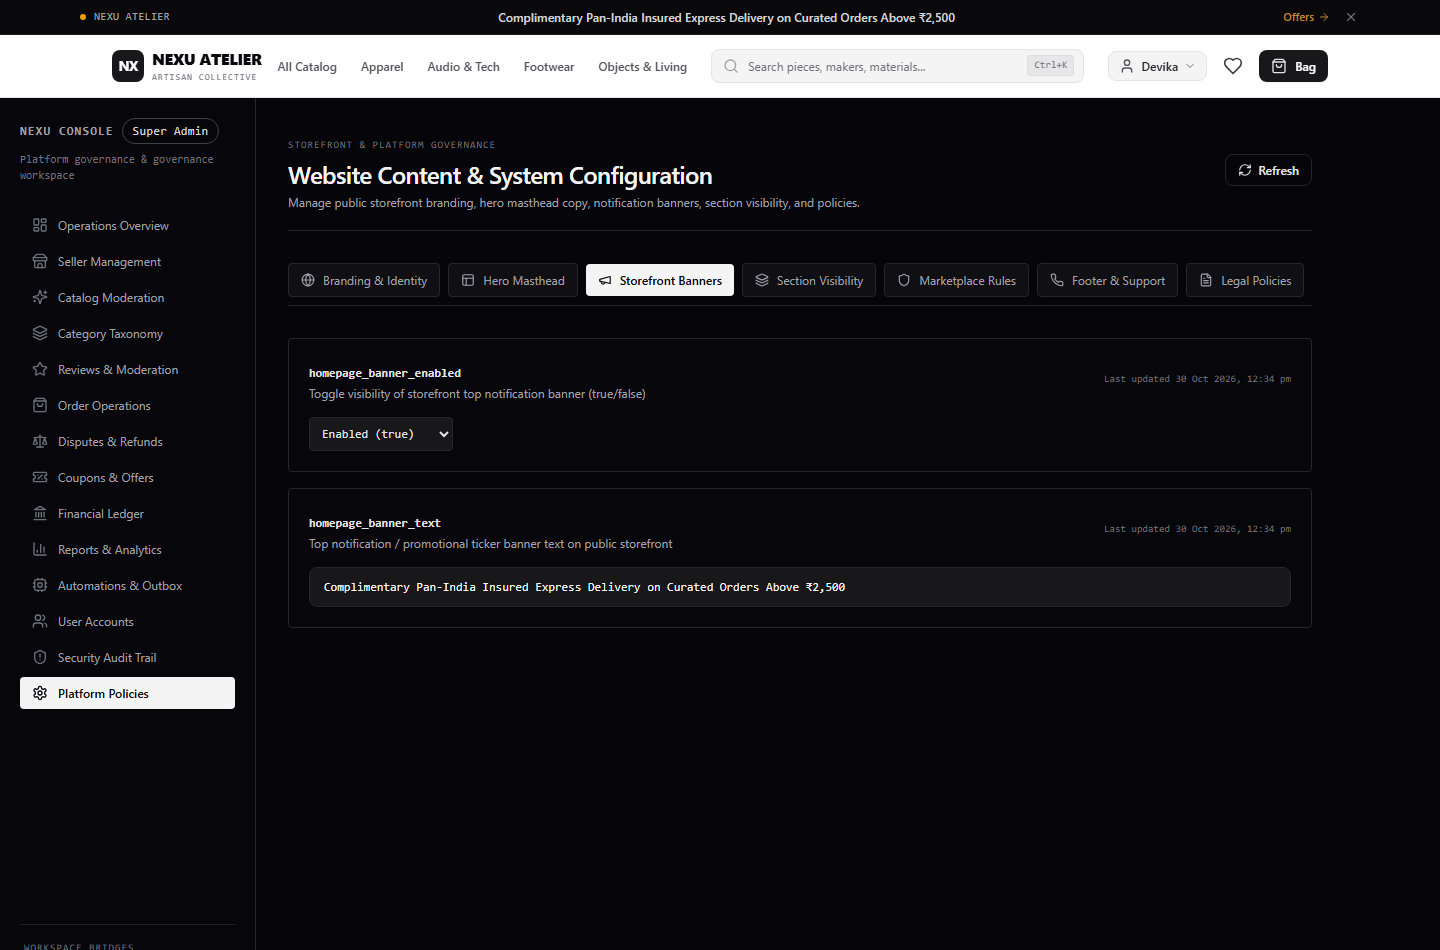 NEXU ATELIER
Complimentary Pan-India Insured Express Delivery on Curated Orders Above ₹2,500
Offers →
NX
NEXU ATELIER
ARTISAN COLLECTIVE
All Catalog
Apparel
Audio & Tech
Footwear
Objects & Living
Search pieces, makers, materials...
Ctrl+K
Devika
Bag
NEXU CONSOLE
Super Admin
Platform governance & governance
workspace
Operations Overview
Seller Management
Catalog Moderation
Category Taxonomy
Reviews & Moderation
Order Operations
Disputes & Refunds
Coupons & Offers
Financial Ledger
Reports & Analytics
Automations & Outbox
User Accounts
Security Audit Trail
Platform Policies
WORKSPACE BRIDGES
STOREFRONT & PLATFORM GOVERNANCE
Website Content & System Configuration
Manage public storefront branding, hero masthead copy, notification banners, section visibility, and policies.
Refresh
Branding & Identity
Hero Masthead
Storefront Banners
Section Visibility
Marketplace Rules
Footer & Support
Legal Policies
homepage_banner_enabled
Last updated 30 Oct 2026, 12:34 pm
Toggle visibility of storefront top notification banner (true/false)
Enabled (true)
homepage_banner_text
Last updated 30 Oct 2026, 12:34 pm
Top notification / promotional ticker banner text on public storefront
Complimentary Pan-India Insured Express Delivery on Curated Orders Above ₹2,500